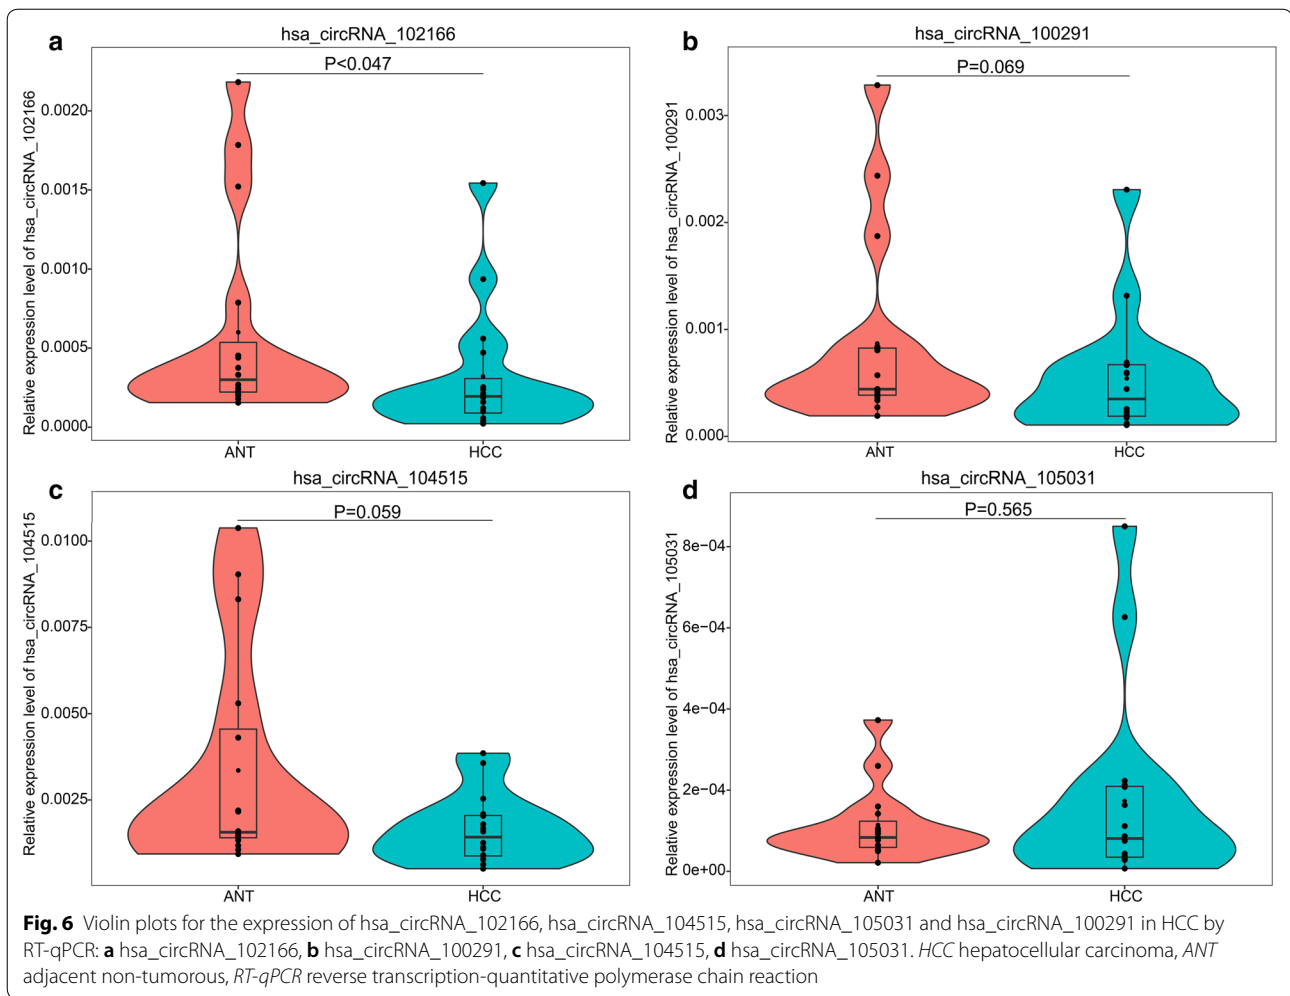 a
hsa_circRNA_102166
P<0.047
Relative expression level of hsa_circRNA_102166
0.0020
0.0015
0.0010
0.0005
0.0000
ANT
HCC
b
hsa_circRNA_100291
P=0.069
Relative expression level of hsa_circRNA_100291
0.003
0.002
0.001
0.000
ANT
HCC
c
hsa_circRNA_104515
P=0.059
Relative expression level of hsa_circRNA_104515
0.0100
0.0075
0.0050
0.0025
ANT
HCC
d
hsa_circRNA_105031
P=0.565
Relative expression level of hsa_circRNA_105031
8e−04
6e−04
4e−04
2e−04
0e+00
ANT
HCC
Fig. 6 Violin plots for the expression of hsa_circRNA_102166, hsa_circRNA_104515, hsa_circRNA_105031 and hsa_circRNA_100291 in HCC by
RT-qPCR: a hsa_circRNA_102166, b hsa_circRNA_100291, c hsa_circRNA_104515, d hsa_circRNA_105031. HCC hepatocellular carcinoma, ANT
adjacent non-tumorous, RT-qPCR reverse transcription-quantitative polymerase chain reaction